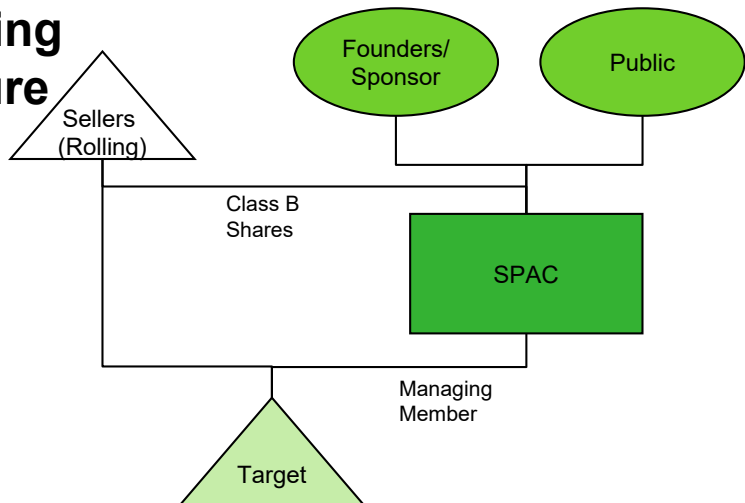 ing
ure
Founders/
Sponsor
Public
Sellers
(Rolling)
Class B
Shares
SPAC
Managing
Member
Target